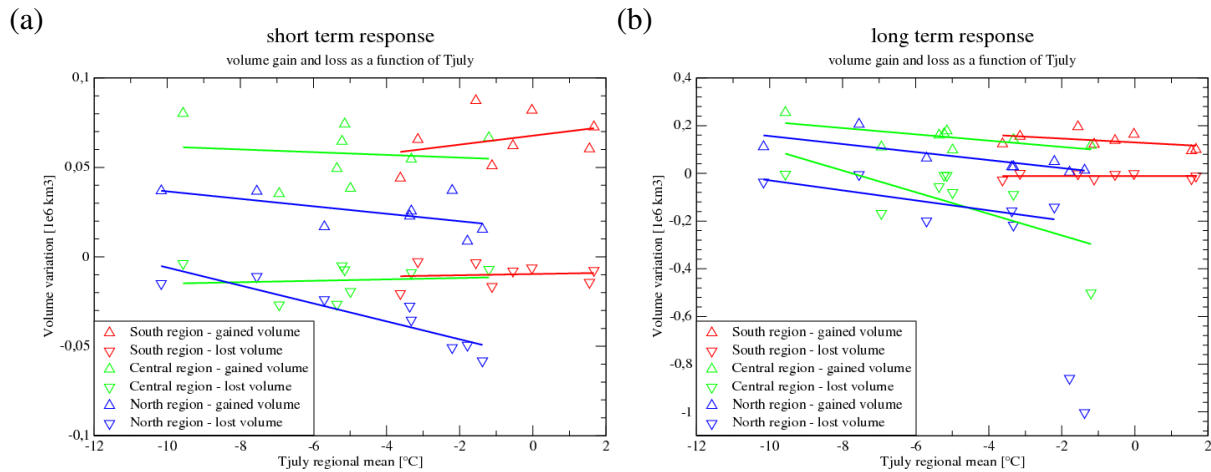 (a)
short term response
volume gain and loss as a function of Tjuly
0,1
0,05
0
-0,05
-0,1
Volume variation [1e6 km3]
South region - gained volume
South region - lost volume
Central region - gained volume
Central region - lost volume
North region - gained volume
North region - lost volume
-12 -10 -8 -6 -4 -2 0 2
Tjuly regional mean [°C]
(b)
long term response
volume gain and loss as a function of Tjuly
0,4
0,2
0
-0,2
-0,4
-0,6
-0,8
-1
Volume variation [1e6 km3]
South region - gained volume
South region - lost volume
Central region - gained volume
Central region - lost volume
North region - gained volume
North region - lost volume
-12 -10 -8 -6 -4 -2 0 2
Tjuly regional mean [°C]